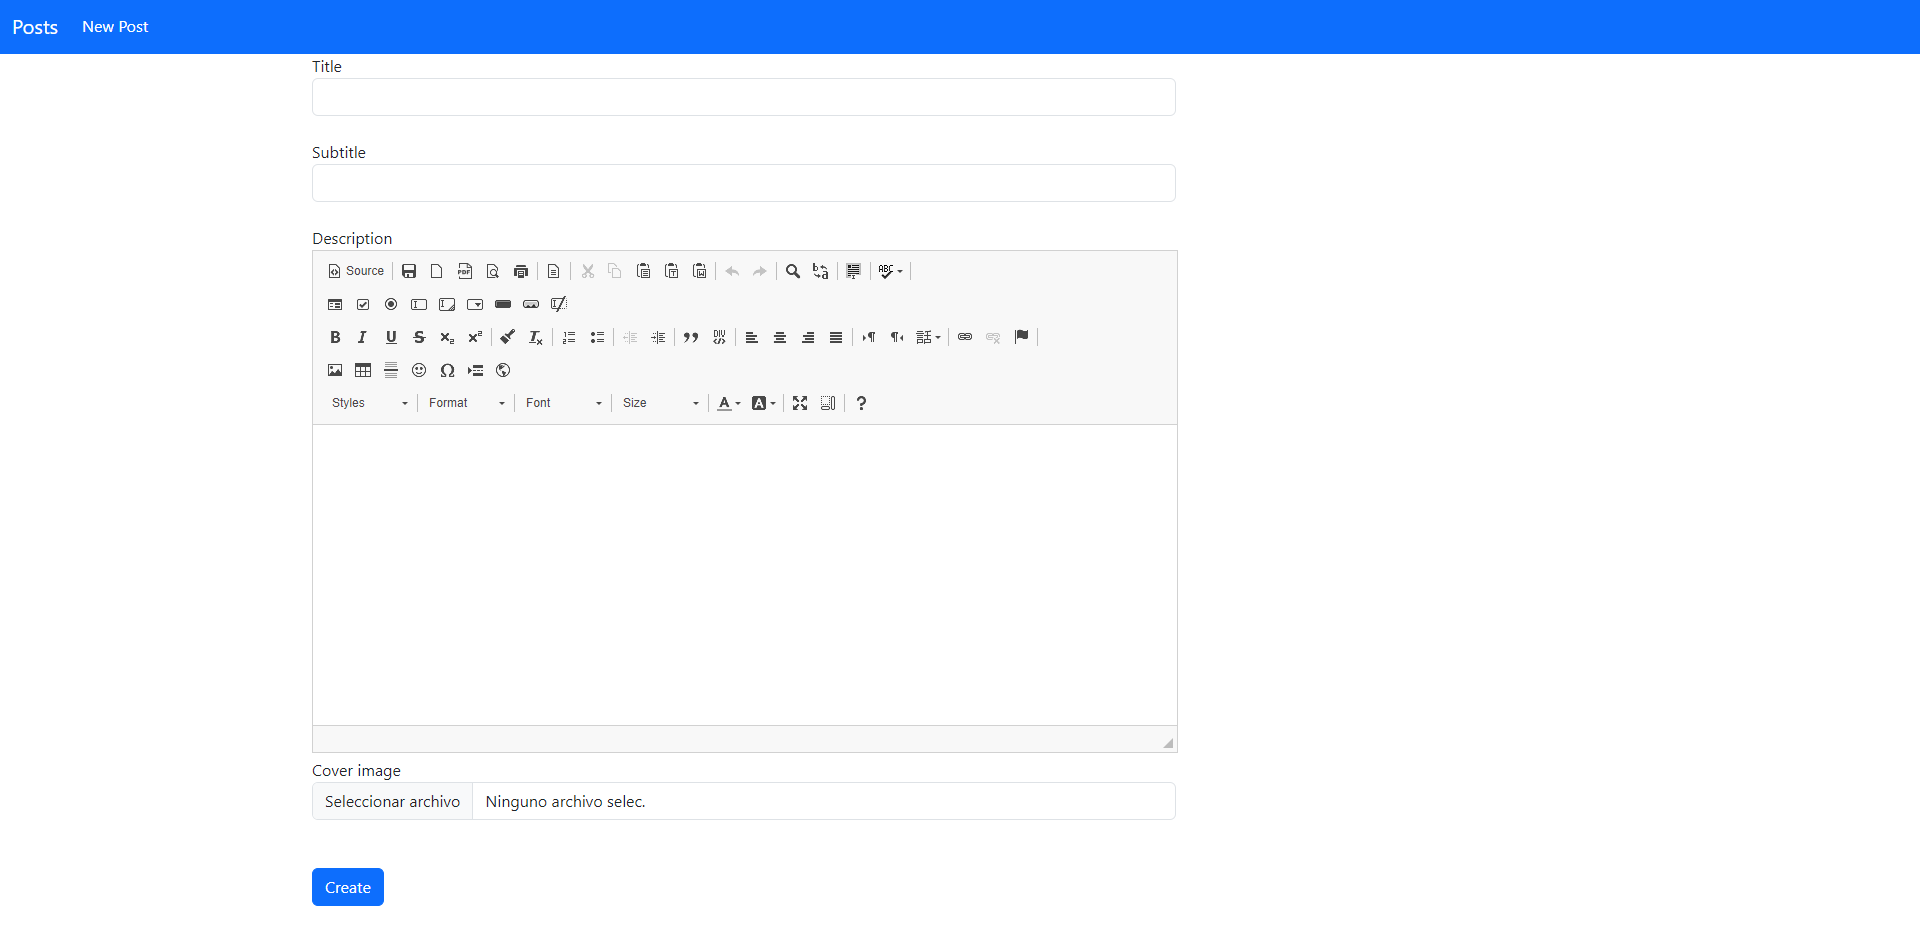 Posts New Post
Title
Subtitle
Description
Source
Styles Format Font Size
Cover image
Seleccionar archivo Ninguno archivo selec.
Create